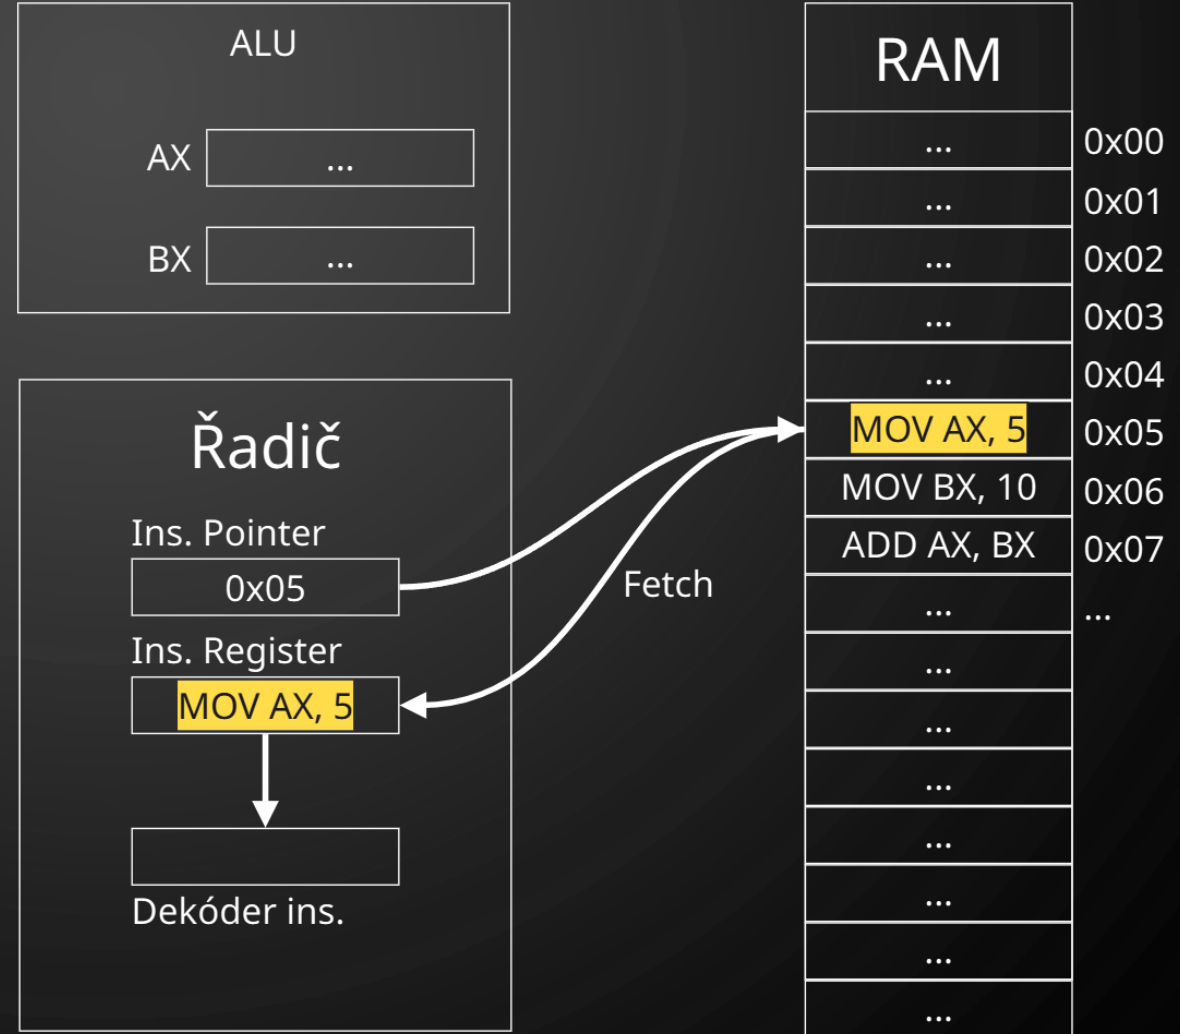 ALU
AX
...
BX
...
Řadič
Ins. Pointer
0x05
Ins. Register
MOV AX, 5
Dekóder ins.
Fetch
RAM
... 0x00
... 0x01
... 0x02
... 0x03
... 0x04
MOV AX, 5 0x05
MOV BX, 10 0x06
ADD AX, BX 0x07
... ...
...
...
...
...
...
...
...